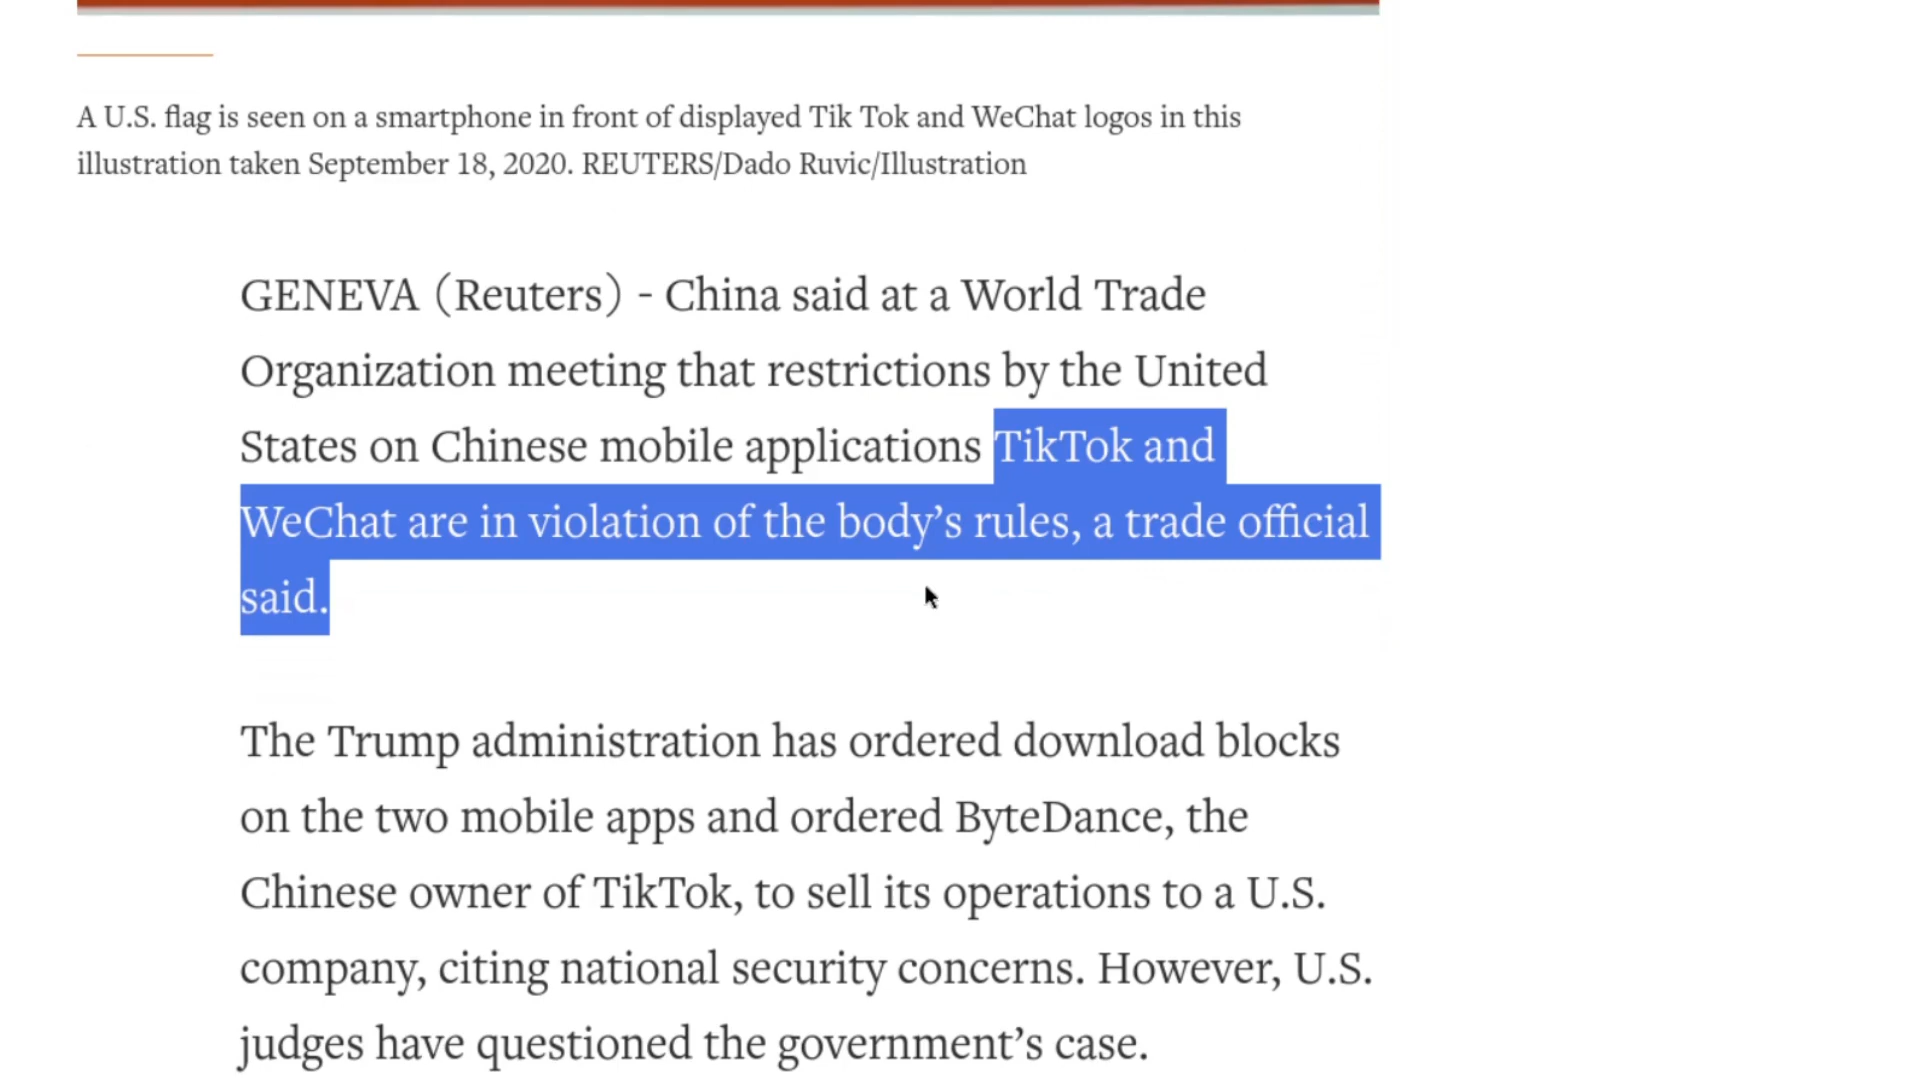 A U.S. flag is seen on a smartphone in front of displayed Tik Tok and WeChat logos in this
illustration taken September 18, 2020. REUTERS/Dado Ruvic/Illustration
GENEVA (Reuters) - China said at a World Trade
Organization meeting that restrictions by the United
States on Chinese mobile applications TikTok and
WeChat are in violation of the body’s rules, a trade official
said.
The Trump administration has ordered download blocks
on the two mobile apps and ordered ByteDance, the
Chinese owner of TikTok, to sell its operations to a U.S.
company, citing national security concerns. However, U.S.
judges have questioned the government’s case.